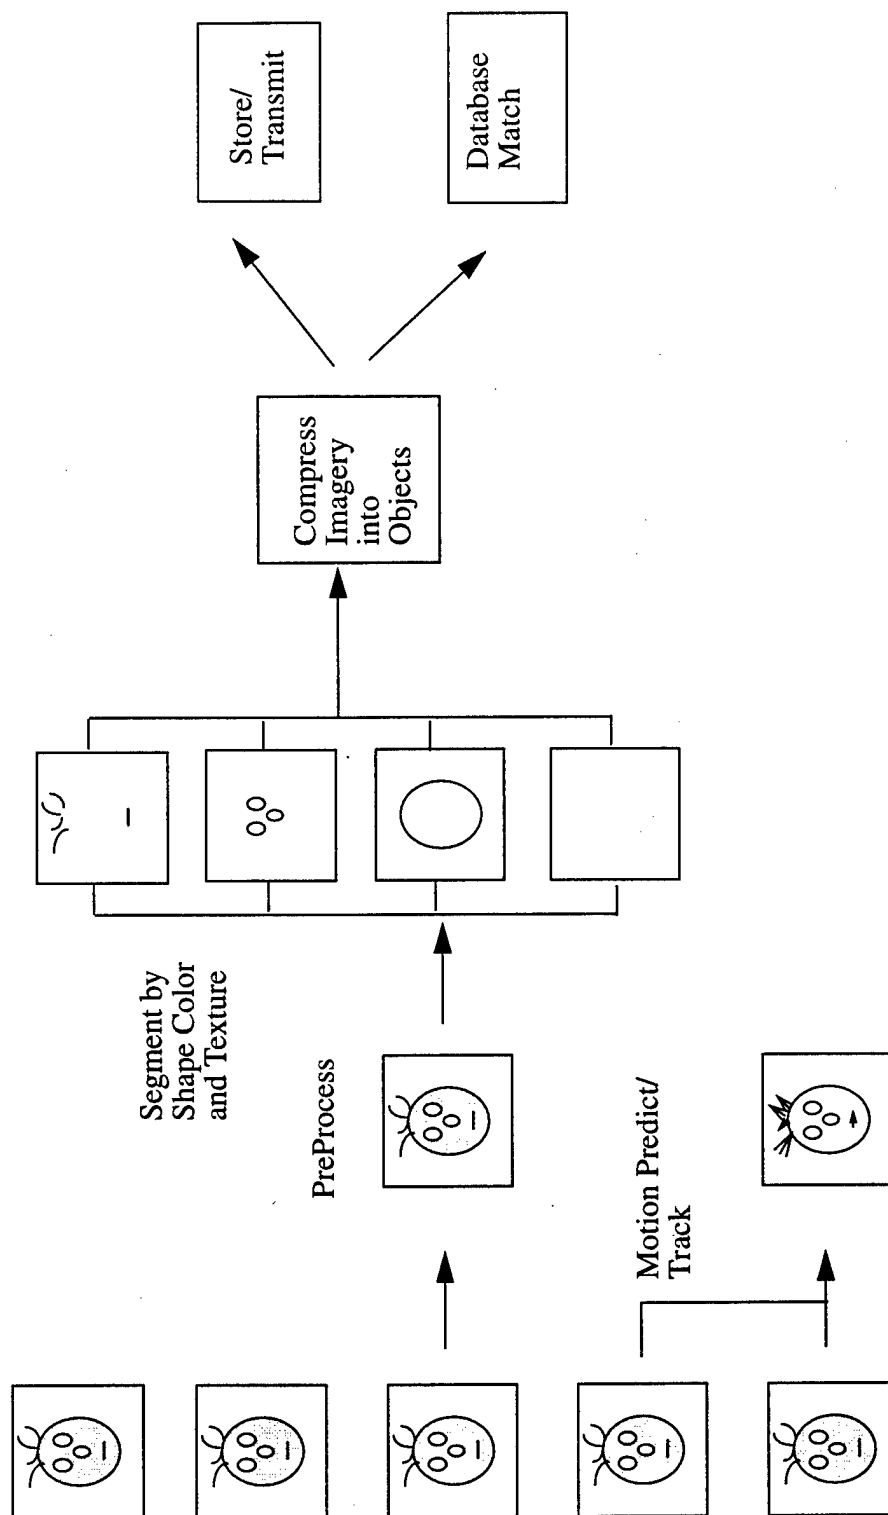 Motion Predict/
Track
PreProcess
Segment by
Shape Color
and Texture
Compress
Imagery
into
Objects
Store/
Transmit
Database
Match